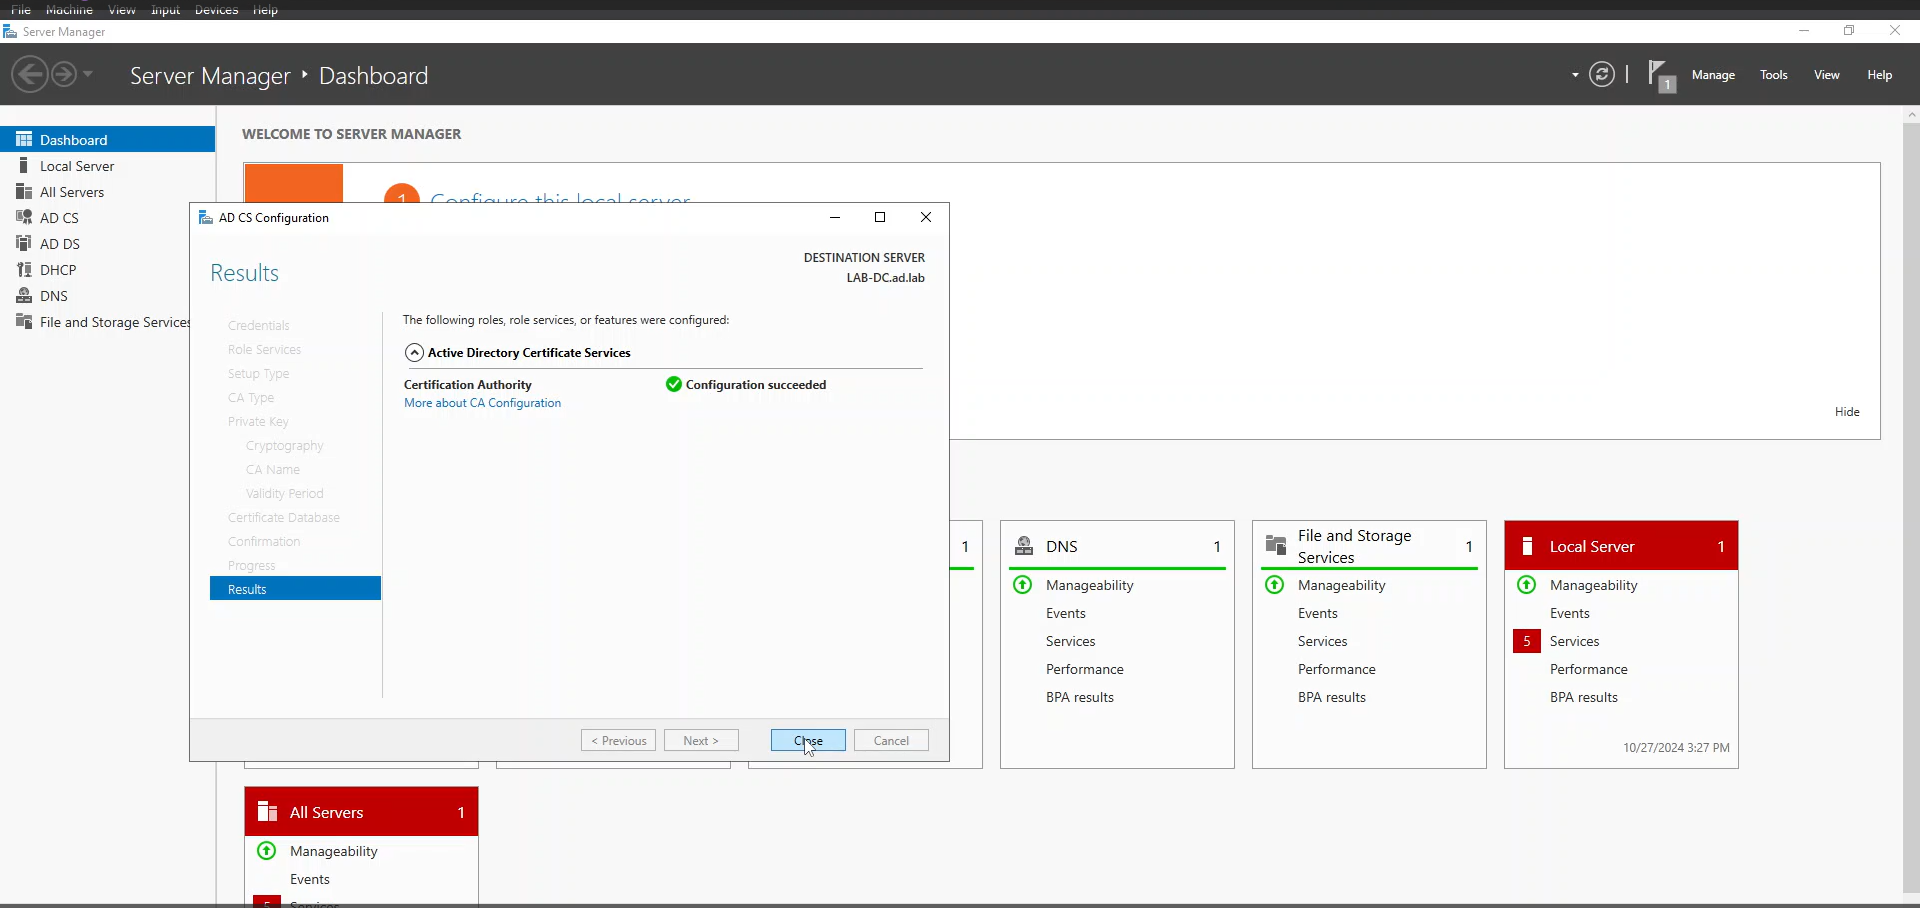 File Machine View Input Devices Help
Server Manager
Server Manager Dashboard
1
Manage Tools View Help
Dashboard
Local Server
All Servers
AD CS
AD DS
DHCP
DNS
File and Storage Services
WELCOME TO SERVER MANAGER
1 Configure this local server
Hide
AD CS Configuration
Results
DESTINATION SERVER
LAB-DC.ad.lab
Credentials
Role Services
Setup Type
CA Type
Private Key
Cryptography
CA Name
Validity Period
Certificate Database
Confirmation
Progress
Results
The following roles, role services, or features were configured:
Active Directory Certificate Services
Certification Authority Configuration succeeded
More about CA Configuration
< Previous Next > Close Cancel
1
DNS 1
Manageability
Events
Services
Performance
BPA results
File and Storage
Services
1
Manageability
Events
Services
Performance
BPA results
Local Server 1
Manageability
Events
5 Services
Performance
BPA results
10/27/2024 3:27 PM
All Servers 1
Manageability
Events
5 Services